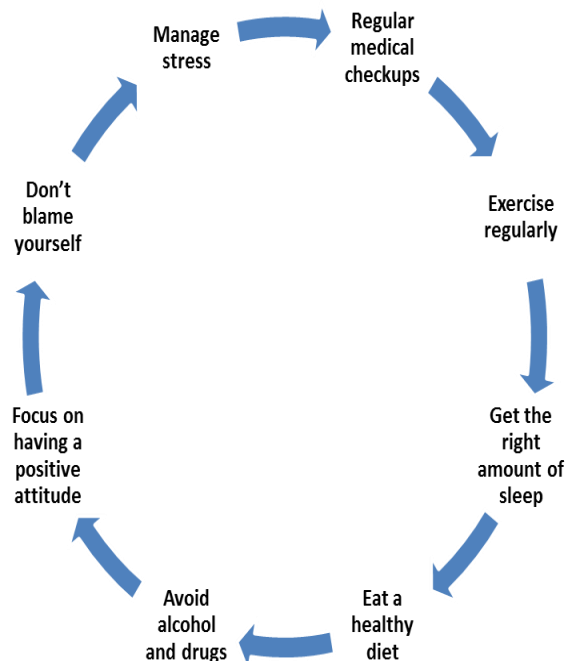 Regular
medical
checkups
Exercise
regularly
Get the
right
amount of
sleep
Eat a
healthy
diet
Avoid
alcohol
and drugs
Focus on
having a
positive
attitude
Don’t
blame
yourself
Manage
stress